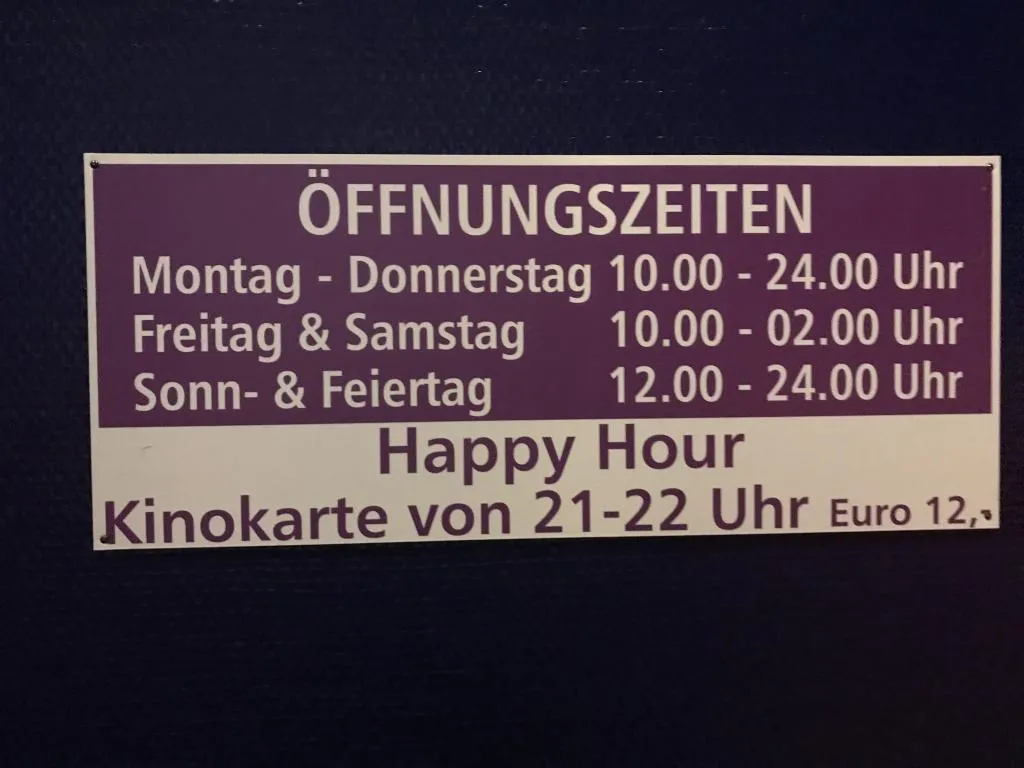 ÖFFNUNGSZEITEN
Montag - Donnerstag 10.00 - 24.00 Uhr
Freitag & Samstag 10.00 - 02.00 Uhr
Sonn- & Feiertag 12.00 - 24.00 Uhr
Happy Hour
Kinokarte von 21-22 Uhr Euro 12,-